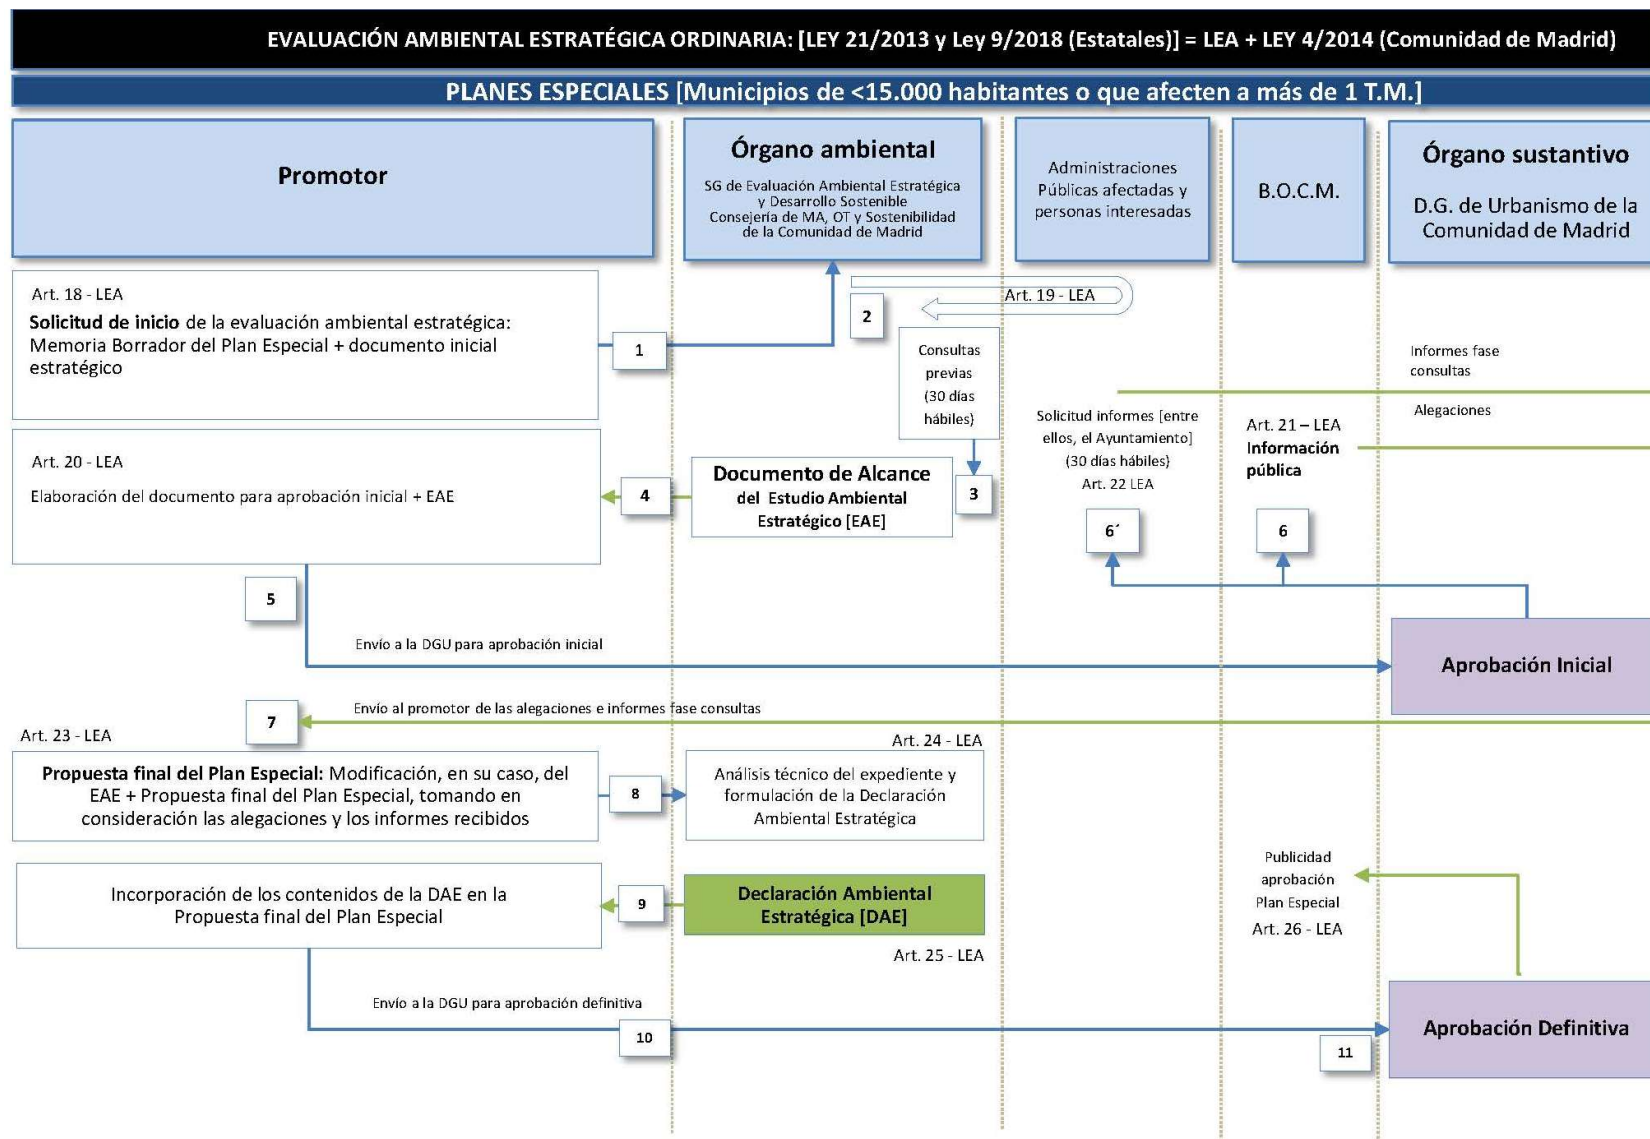 EVALUACIÓN AMBIENTAL ESTRATÉGICA ORDINARIA: [LEY 21/2013 y Ley 9/2018 (Estatales)] = LEA + LEY 4/2014 (Comunidad de Madrid)
PLANES ESPECIALES [Municipios de <15.000 habitantes o que afecten a más de 1 T.M.]
Promotor
Órgano ambiental
SG de Evaluación Ambiental Estratégica
y Desarrollo Sostenible
Consejería de MA, OT y Sostenibilidad
de la Comunidad de Madrid
Administraciones
Públicas afectadas y
personas interesadas
B.O.C.M.
Órgano sustantivo
D.G. de Urbanismo de la
Comunidad de Madrid
Art. 18 - LEA
Solicitud de inicio de la evaluación ambiental estratégica:
Memoria Borrador del Plan Especial + documento inicial
estratégico
1
2
Art. 19 - LEA
Consultas
previas
(30 días
hábiles)
Informes fase
consultas
Alegaciones
Solicitud informes [entre
ellos, el Ayuntamiento]
(30 días hábiles)
Art. 22 LEA
Art. 21 – LEA
Información
pública
Art. 20 - LEA
Elaboración del documento para aprobación inicial + EAE
4
Documento de Alcance
del Estudio Ambiental
Estratégico [EAE]
3
6´
6
5
Envío a la DGU para aprobación inicial
Aprobación Inicial
7
Envío al promotor de las alegaciones e informes fase consultas
Art. 23 - LEA
Art. 24 - LEA
Propuesta final del Plan Especial: Modificación, en su caso, del
EAE + Propuesta final del Plan Especial, tomando en
consideración las alegaciones y los informes recibidos
8
Análisis técnico del expediente y
formulación de la Declaración
Ambiental Estratégica
Incorporación de los contenidos de la DAE en la
Propuesta final del Plan Especial
9
Declaración Ambiental
Estratégica [DAE]
Art. 25 - LEA
Publicidad
aprobación
Plan Especial
Art. 26 - LEA
Envío a la DGU para aprobación definitiva
10
11
Aprobación Definitiva